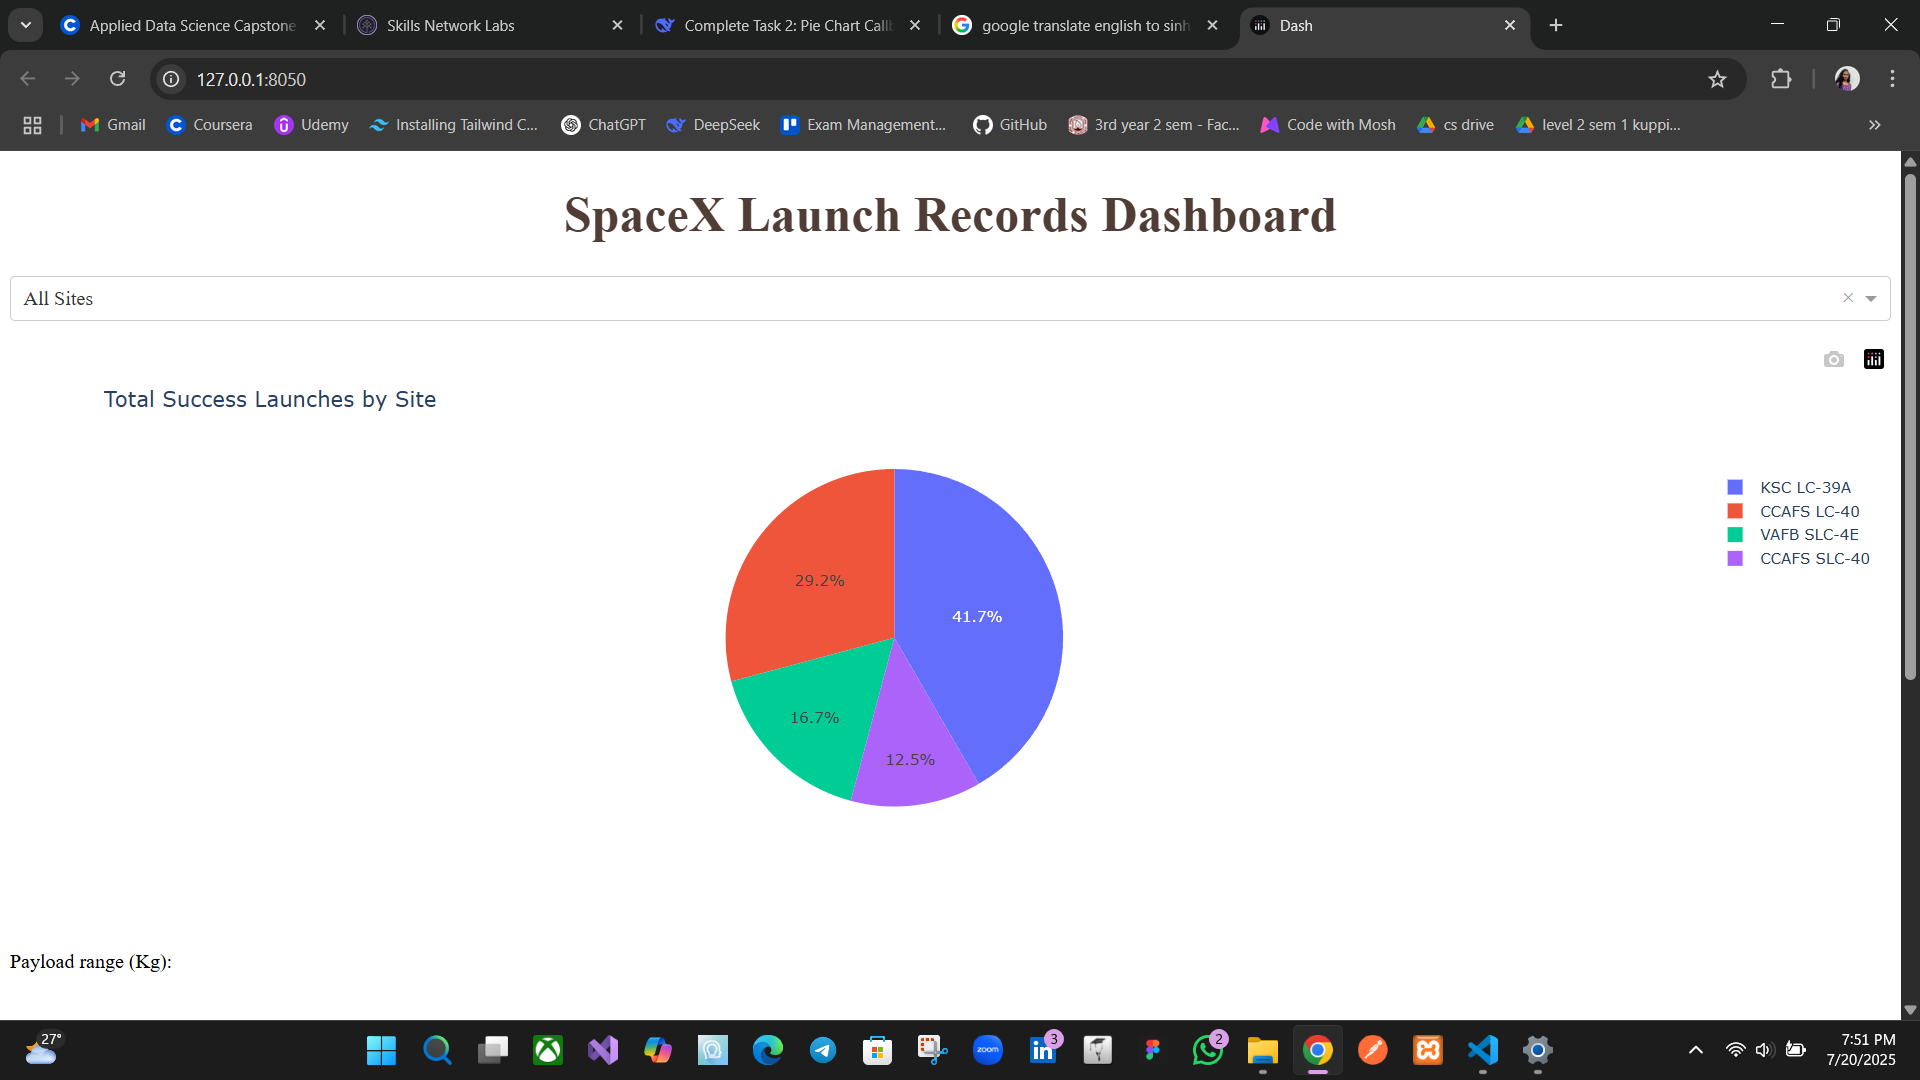 Applied Data Science Capstone
Skills Network Labs
Complete Task 2: Pie Chart Callb
google translate english to sinh
Dash
127.0.0.1:8050
Gmail
Coursera
Udemy
Installing Tailwind C...
ChatGPT
DeepSeek
Exam Management...
GitHub
3rd year 2 sem - Fac...
Code with Mosh
cs drive
level 2 sem 1 kuppi...
SpaceX Launch Records Dashboard
All Sites
Total Success Launches by Site
KSC LC-39A
CCAFS LC-40
VAFB SLC-4E
CCAFS SLC-40
29.2%
41.7%
16.7%
12.5%
Payload range (Kg):
27°
zoom
3
2
7:51 PM
7/20/2025